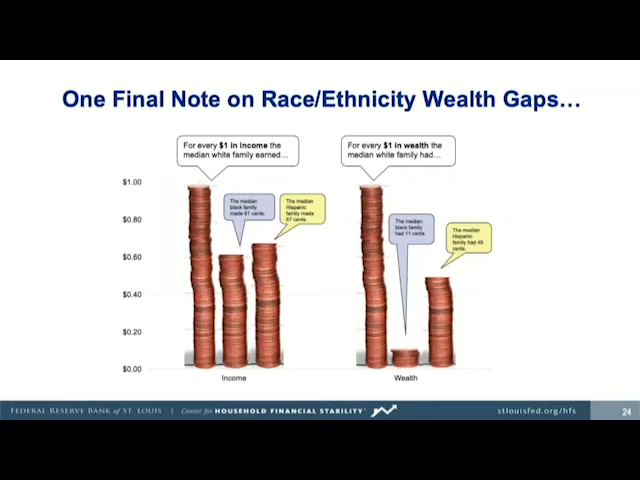 One Final Note on Race/Ethnicity Wealth Gaps…
For every $1 in income the
median white family earned…
For every $1 in wealth the
median white family had…
$1.00
$0.80
$0.60
$0.40
$0.20
$0.00
The median
black family
made 61 cents.
The median
Hispanic
family made
67 cents.
The median
black family
had 11 cents.
The median
Hispanic
family had 49
cents.
Income
Wealth
FEDERAL RESERVE BANK of ST. LOUIS | Center for HOUSEHOLD FINANCIAL STABILITY
stlouisfed.org/hfs
24